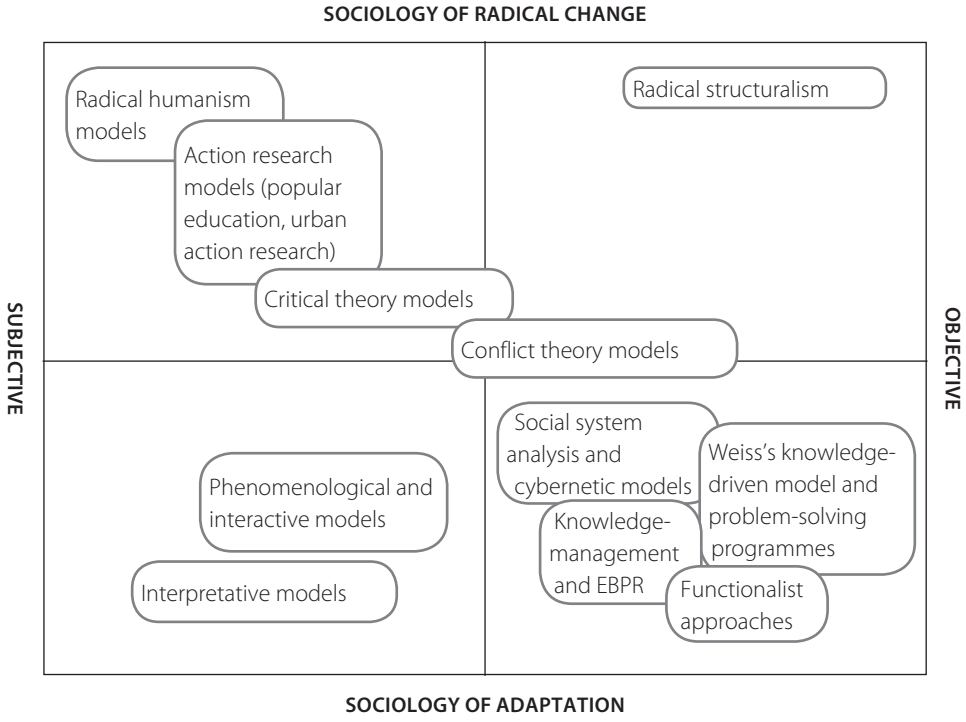 SOCIOLOGY OF RADICAL CHANGE
Radical humanism
models
Radical structuralism
Action research
models (popular
education, urban
action research)
Critical theory models
Conflict theory models
SUBJECTIVE
OBJECTIVE
Social system
analysis and
cybernetic models
Weiss’s knowledge-
driven model and
problem-solving
programmes
Phenomenological and
interactive models
Knowledge-
management
and EBPR
Interpretative models
Functionalist
approaches
SOCIOLOGY OF ADAPTATION